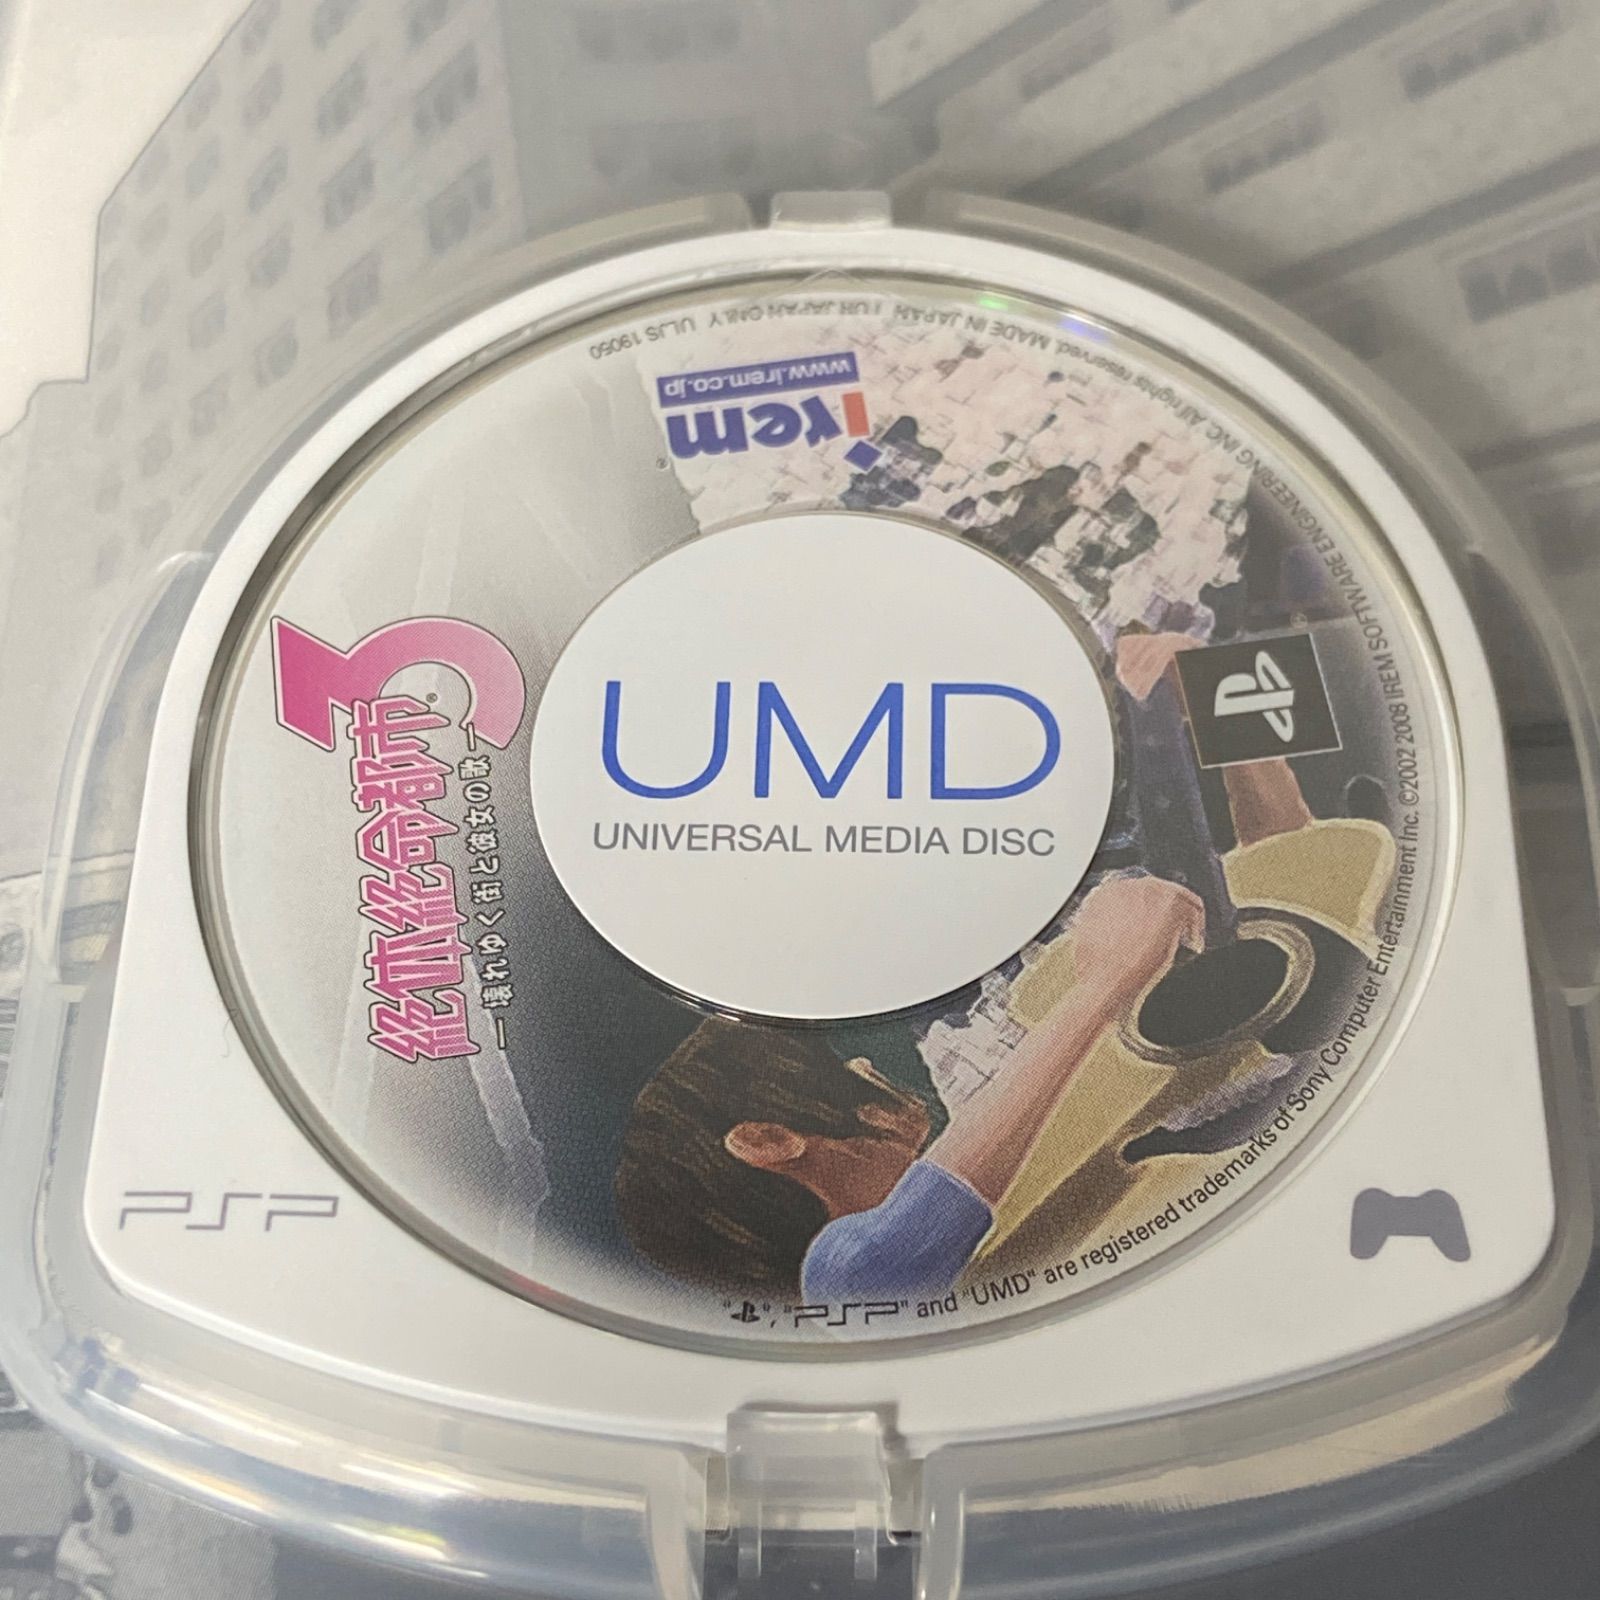 UMD
UNIVERSAL MEDIA DISC
3
絶体絶命都市®
―壊れゆく街と彼女の歌―
irem®
www.irem.co.jp
PSP
"PSP" and "UMD" are registered trademarks of Sony Computer Entertainment Inc. ©2002 2008 IREM SOFTWARE ENGINEERING INC. All rights reserved. MADE IN JAPAN FOR JAPAN ONLY ULJS 19050